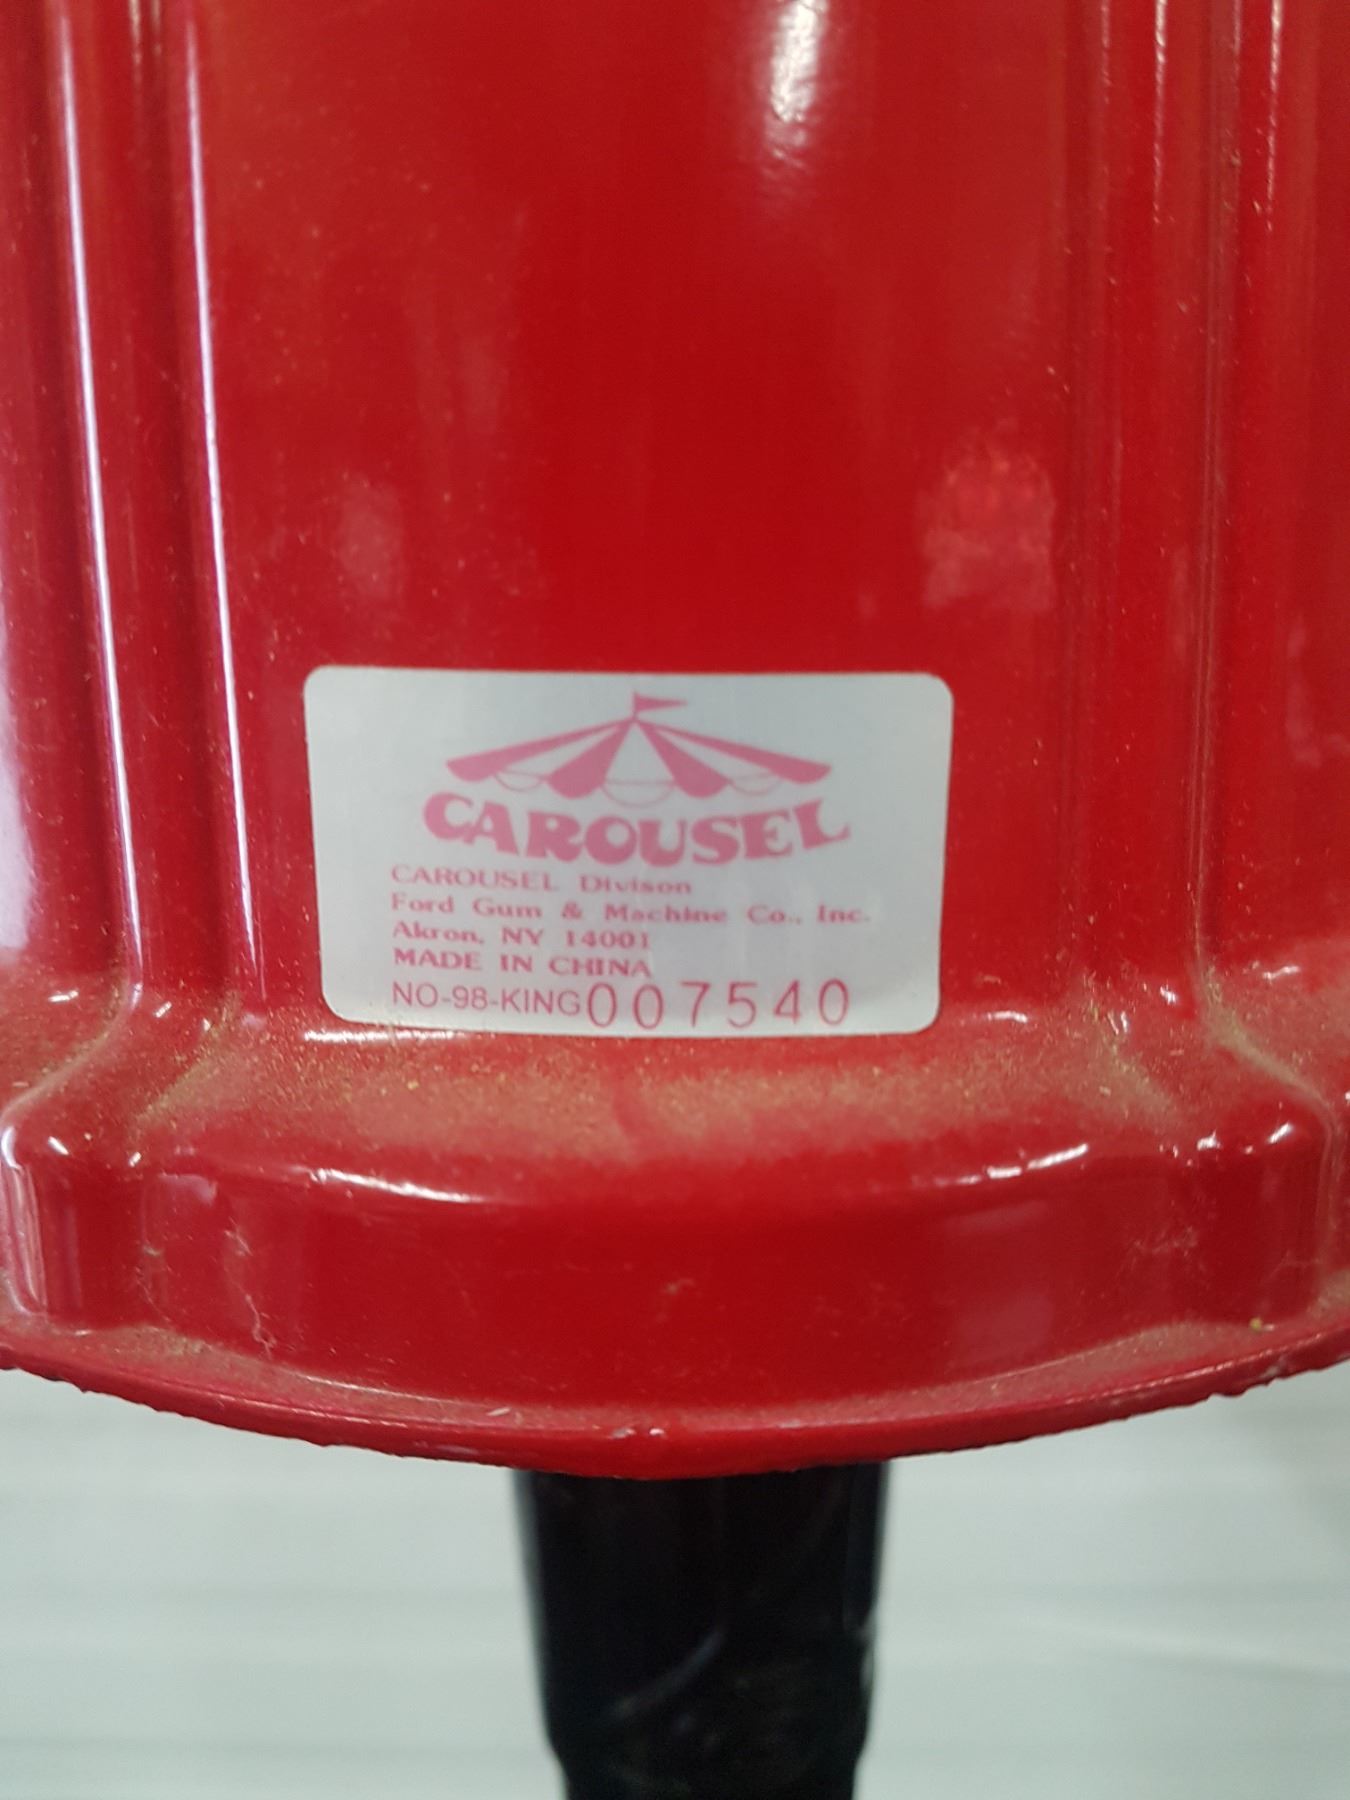 CAROUSEL
CAROUSEL Divison
Ford Gum & Machine Co., Inc.
Akron, NY 14001
MADE IN CHINA
NO-98-KING007540